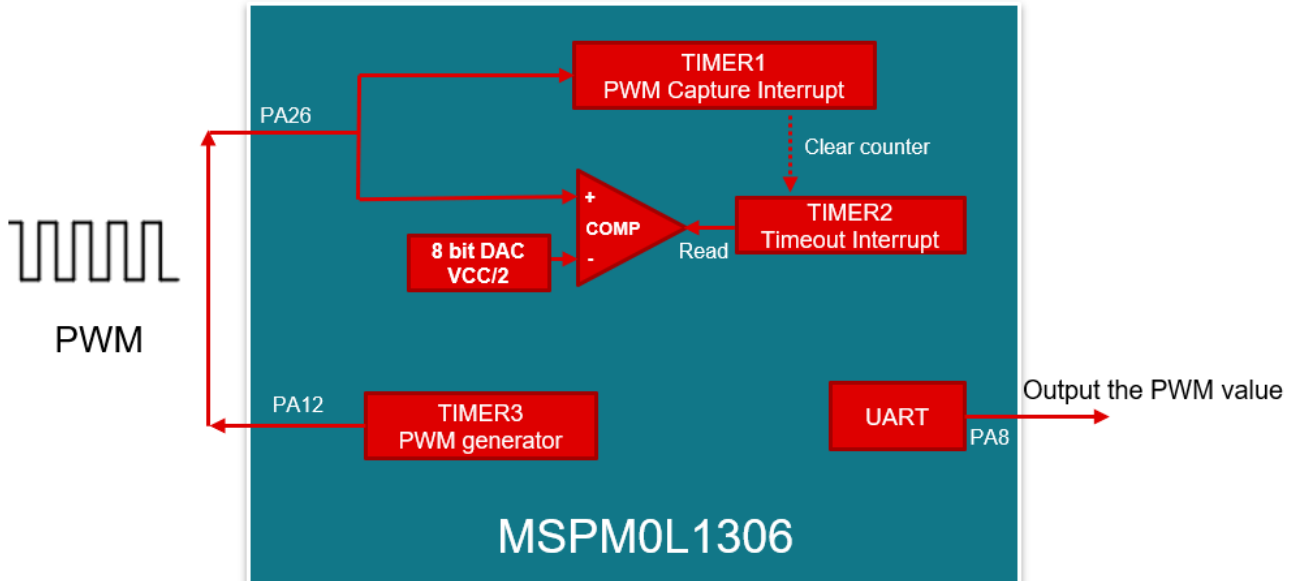 TIMER1
PWM Capture Interrupt
PA26
Clear counter
+
COMP
-
TIMER2
Timeout Interrupt
Read
8 bit DAC
VCC/2
PWM
PA12
TIMER3
PWM generator
UART
Output the PWM value
PA8
MSPM0L1306